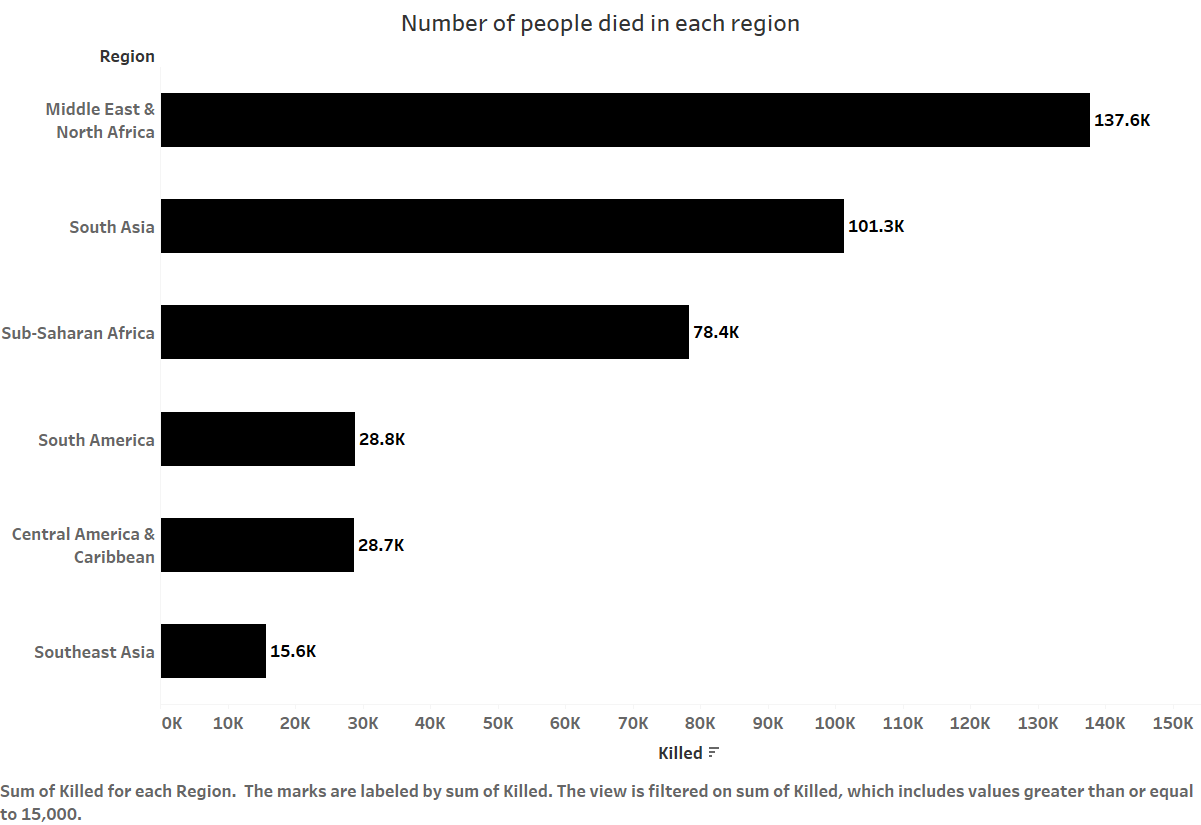 Number of people died in each region
Region
Middle East &
North Africa
137.6K
South Asia
101.3K
Sub-Saharan Africa
78.4K
South America
28.8K
Central America &
Caribbean
28.7K
Southeast Asia
15.6K
0K 10K 20K 30K 40K 50K 60K 70K 80K 90K 100K 110K 120K 130K 140K 150K
Killed
Sum of Killed for each Region.  The marks are labeled by sum of Killed. The view is filtered on sum of Killed, which includes values greater than or equal
to 15,000.